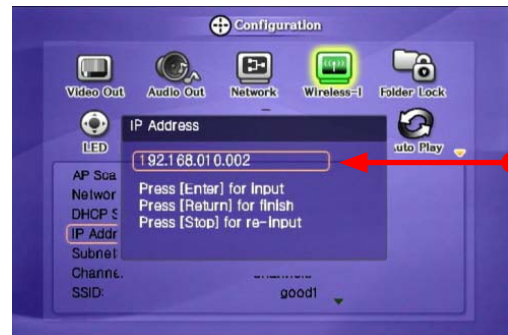 Configuration
Video Out Audio Out Network Wireless-I Folder Lock
LED Auto Play
IP Address
192.168.010.002
Press [Enter] for Input
Press [Return] for finish
Press [Stop] for re-input
AP Sca
Networ
DHCP S
IP Addr
Subnet
Channe.
SSID: good1